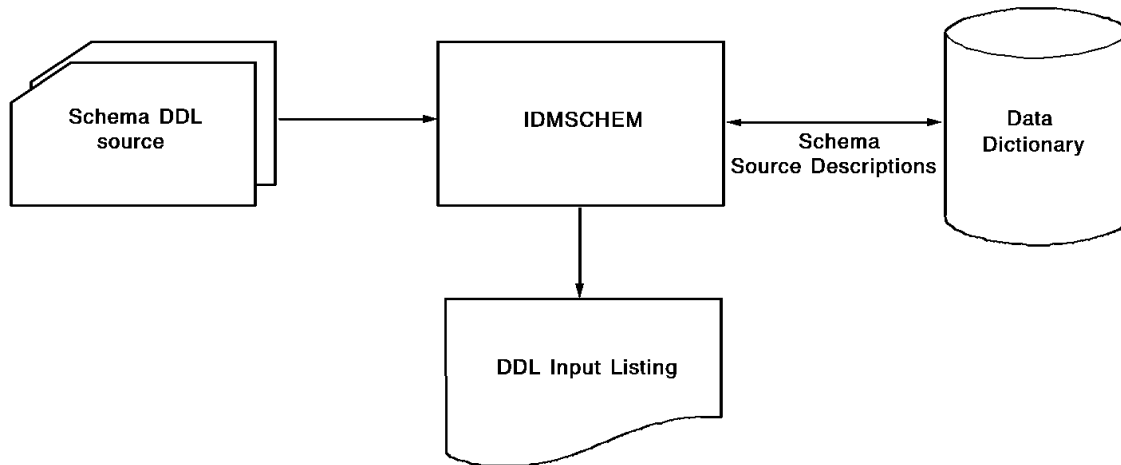 Schema DDL
source
IDMSCHEM
Schema
Source Descriptions
Data
Dictionary
DDL Input Listing